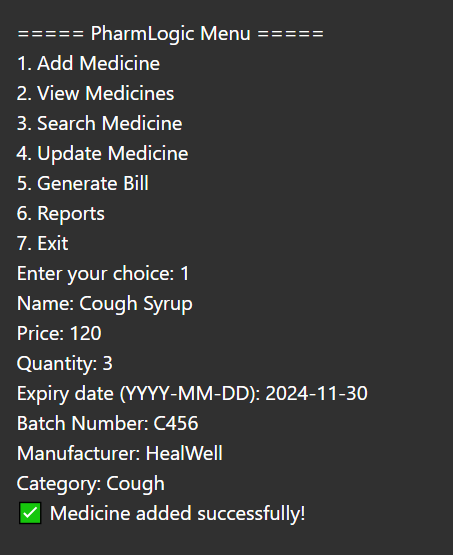 ===== PharmLogic Menu =====
1. Add Medicine
2. View Medicines
3. Search Medicine
4. Update Medicine
5. Generate Bill
6. Reports
7. Exit
Enter your choice: 1
Name: Cough Syrup
Price: 120
Quantity: 3
Expiry date (YYYY-MM-DD): 2024-11-30
Batch Number: C456
Manufacturer: HealWell
Category: Cough
✅ Medicine added successfully!